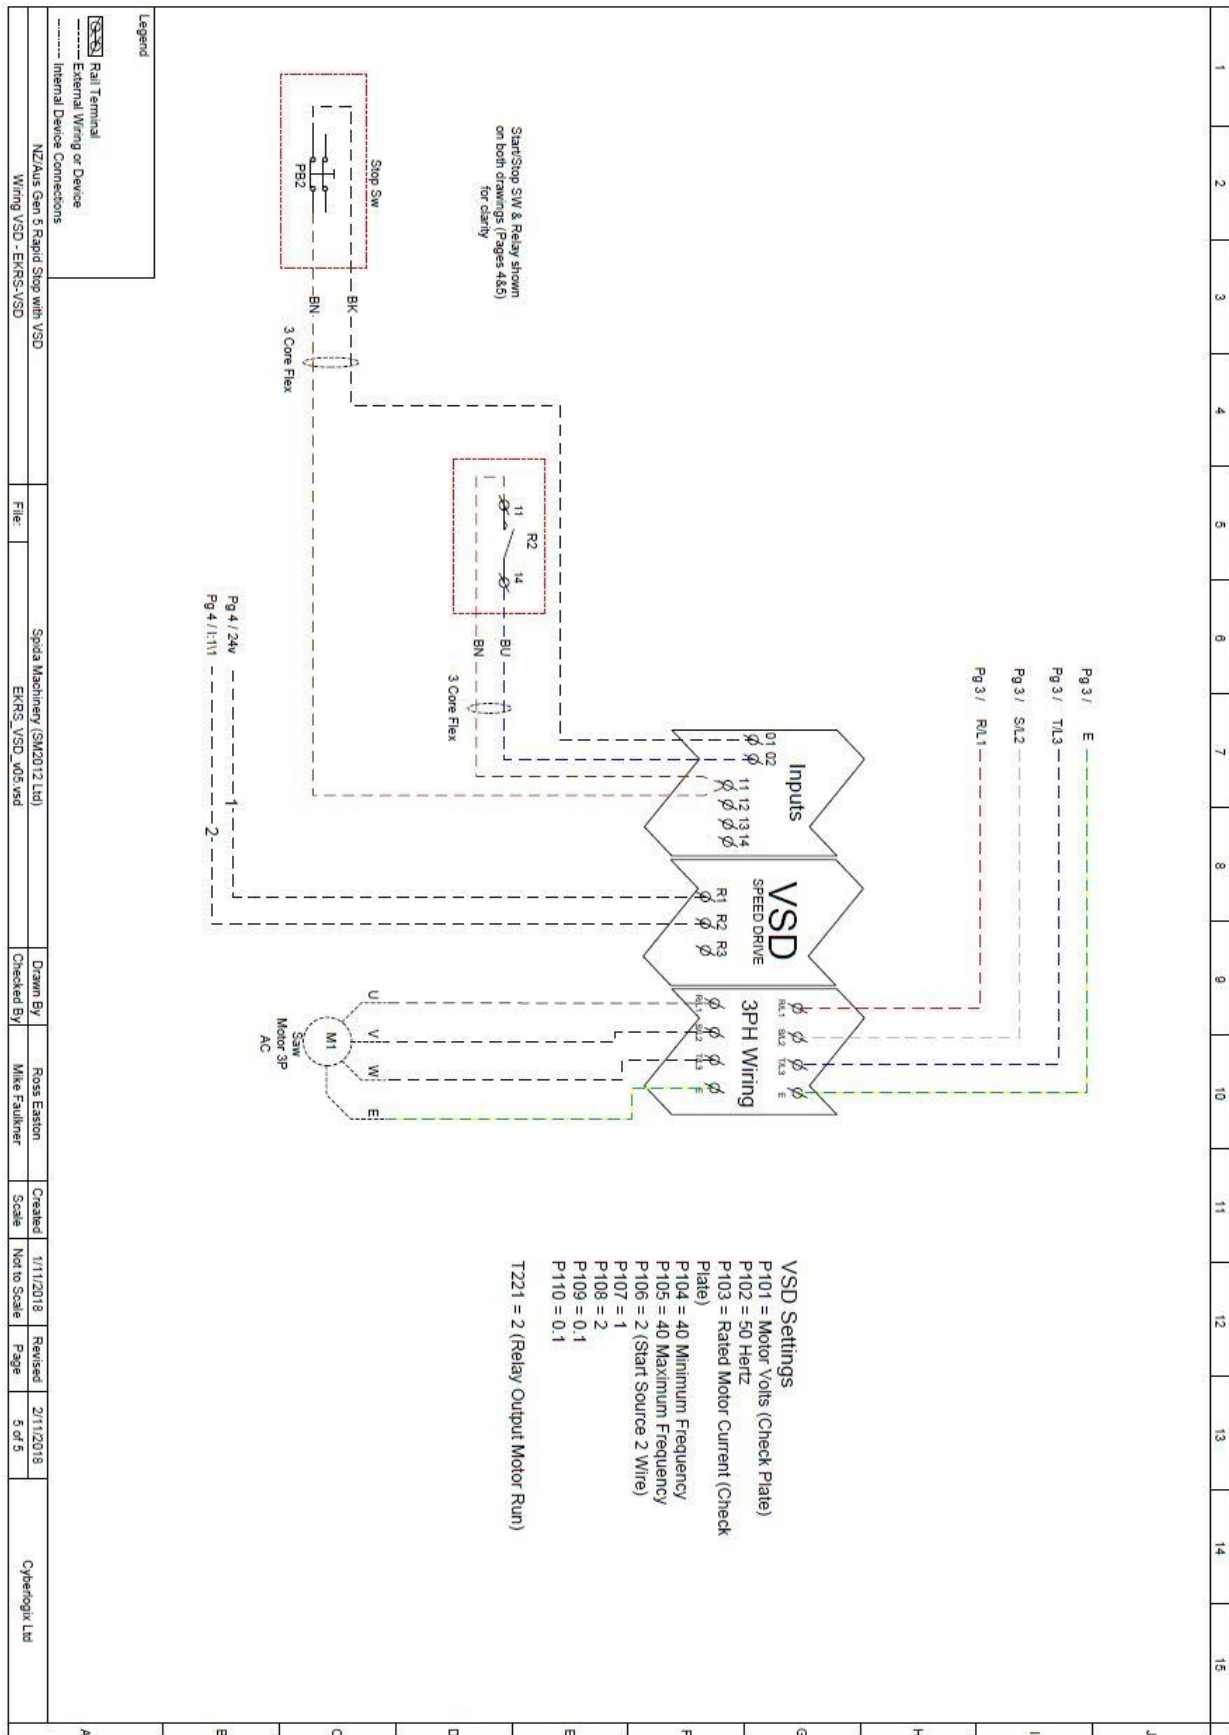 1
2
3
4
5
6
7
8
9
10
11
12
13
14
15
Pg 3 / E
Pg 3 / T/L3
Pg 3 / S/L2
Pg 3 / R/L1
Start/Stop SW & Relay shown
on both drawings (Pages 4&5)
for clarity
Stop Sw
PB2
BK
BN
3 Core Flex
11
R2
14
BU
BN
3 Core Flex
Pg 4 / 24v
Pg 4 / I:1\1
1
2
Inputs
01 02
11 12 13 14
VSD
SPEED DRIVE
R1 R2 R3
3PH Wiring
R/L1 S/L2 T/L3 E
R/L1 S/L2 T/L3 E
U
V
W
E
M1
Saw
Motor 3P
AC
VSD Settings
P101 = Motor Volts (Check Plate)
P102 = 50 Hertz
P103 = Rated Motor Current (Check
Plate)
P104 = 40 Minimum Frequency
P105 = 40 Maximum Frequency
P106 = 2 (Start Source 2 Wire)
P107 = 1
P108 = 2
P109 = 0.1
P110 = 0.1
T221 = 2 (Relay Output Motor Run)
Legend
Rail Terminal
External Wiring or Device
Internal Device Connections
NZ/Aus Gen 5 Rapid Stop with VSD
Wiring VSD - EKRS-VSD
Spida Machinery (SM2012 Ltd)
File:
EKRS_VSD_v05.vsd
Drawn By
Ross Easton
Checked By
Mike Faulkner
Created
1/11/2018
Scale
Not to Scale
Revised
2/11/2018
Page
5 of 5
Cyberlogix Ltd